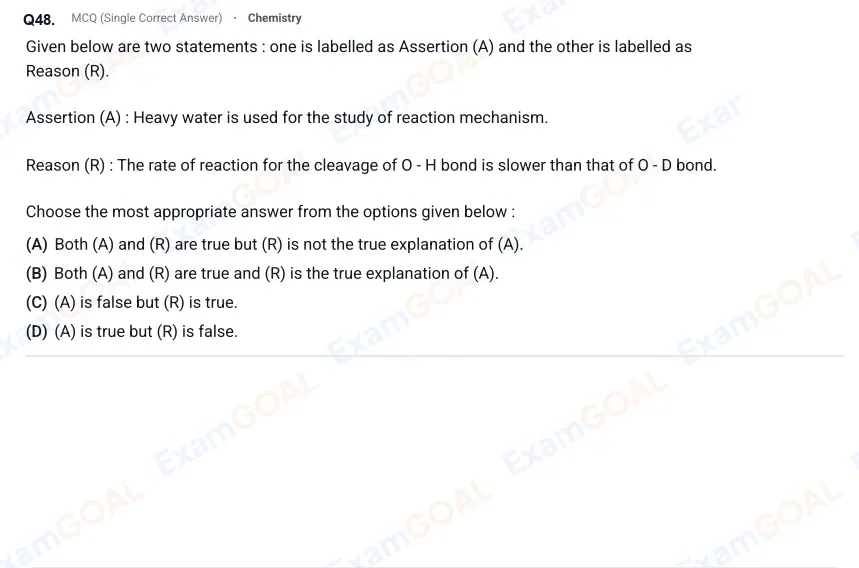 Q48. MCQ (Single Correct Answer) · Chemistry
Given below are two statements : one is labelled as Assertion (A) and the other is labelled as
Reason (R).
Assertion (A) : Heavy water is used for the study of reaction mechanism.
Reason (R) : The rate of reaction for the cleavage of O - H bond is slower than that of O - D bond.
Choose the most appropriate answer from the options given below :
(A) Both (A) and (R) are true but (R) is not the true explanation of (A).
(B) Both (A) and (R) are true and (R) is the true explanation of (A).
(C) (A) is false but (R) is true.
(D) (A) is true but (R) is false.
ExamGOAL